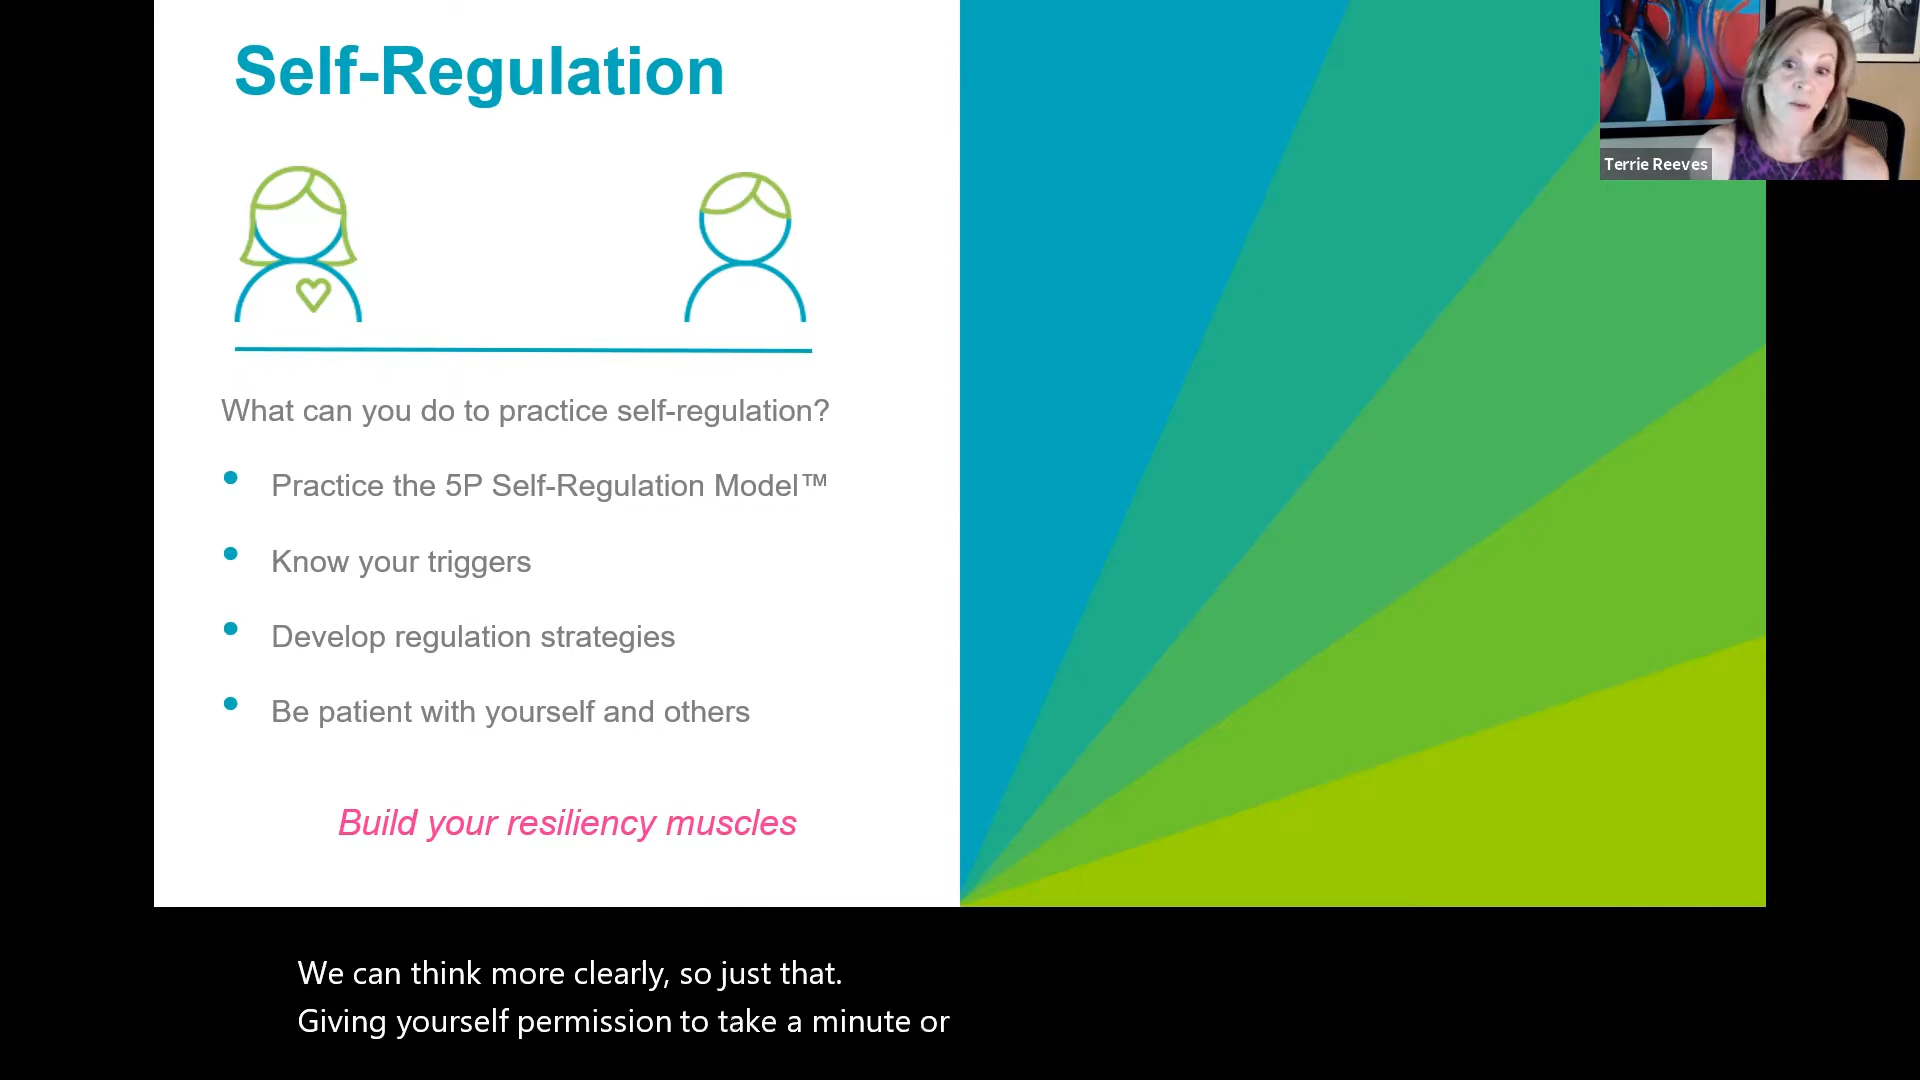 Self-Regulation
Terrie Reeves
What can you do to practice self-regulation?
• Practice the 5P Self-Regulation Model™
• Know your triggers
• Develop regulation strategies
• Be patient with yourself and others
Build your resiliency muscles
We can think more clearly, so just that.
Giving yourself permission to take a minute or